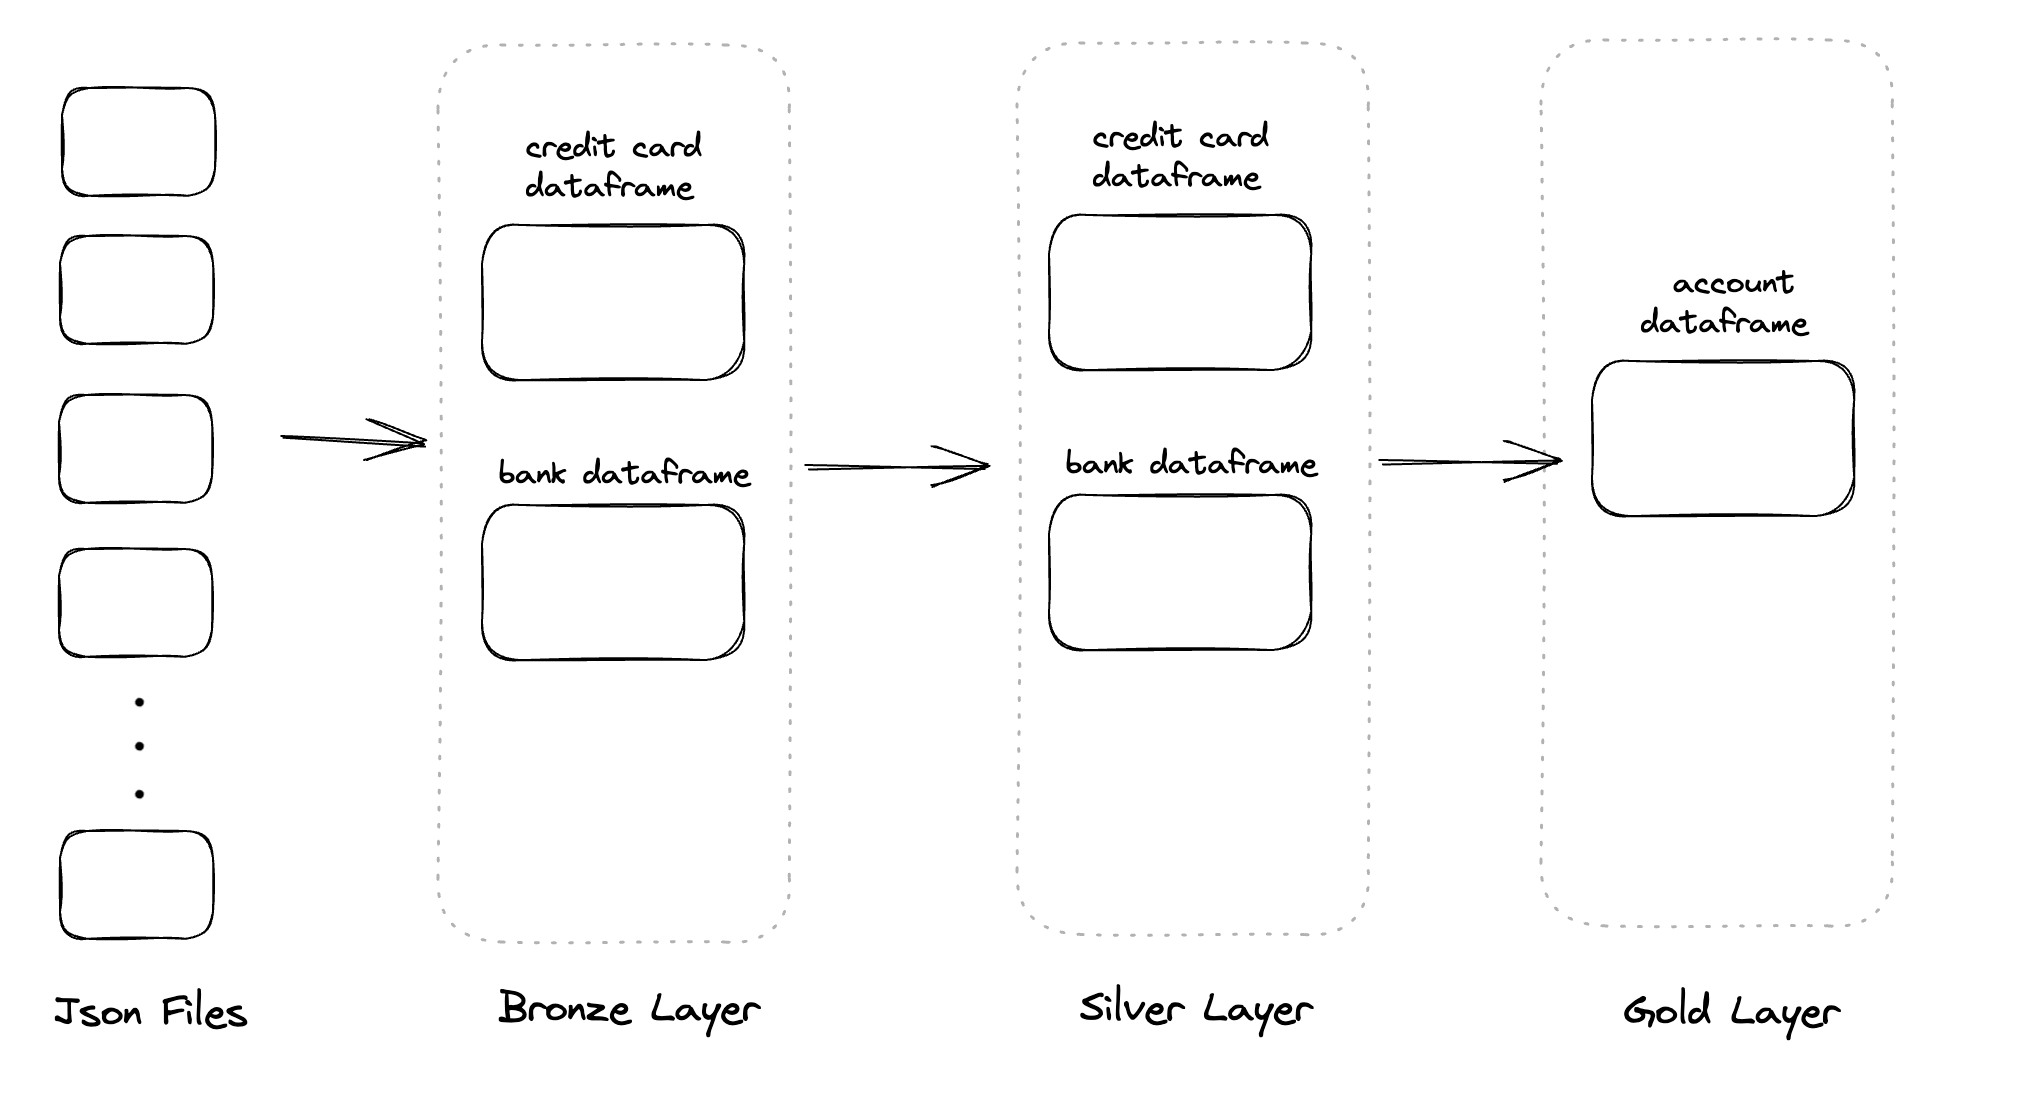 credit card
dataframe
bank dataframe
credit card
dataframe
bank dataframe
account
dataframe
Json Files
Bronze Layer
Silver Layer
Gold Layer